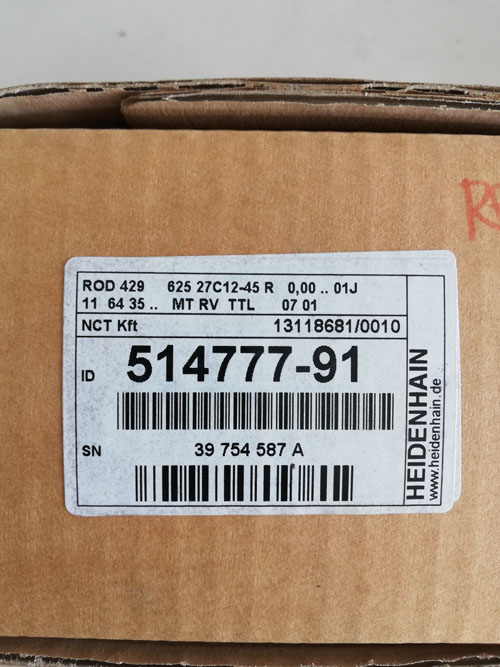 ROD 429 625 27C12-45 R 0,00 .. 01J
11 64 35 .. MT RV TTL 07 01
NCT Kft 13118681/0010
ID 514777-91
SN 39 754 587 A
HEIDENHAIN
www.heidenhain.de